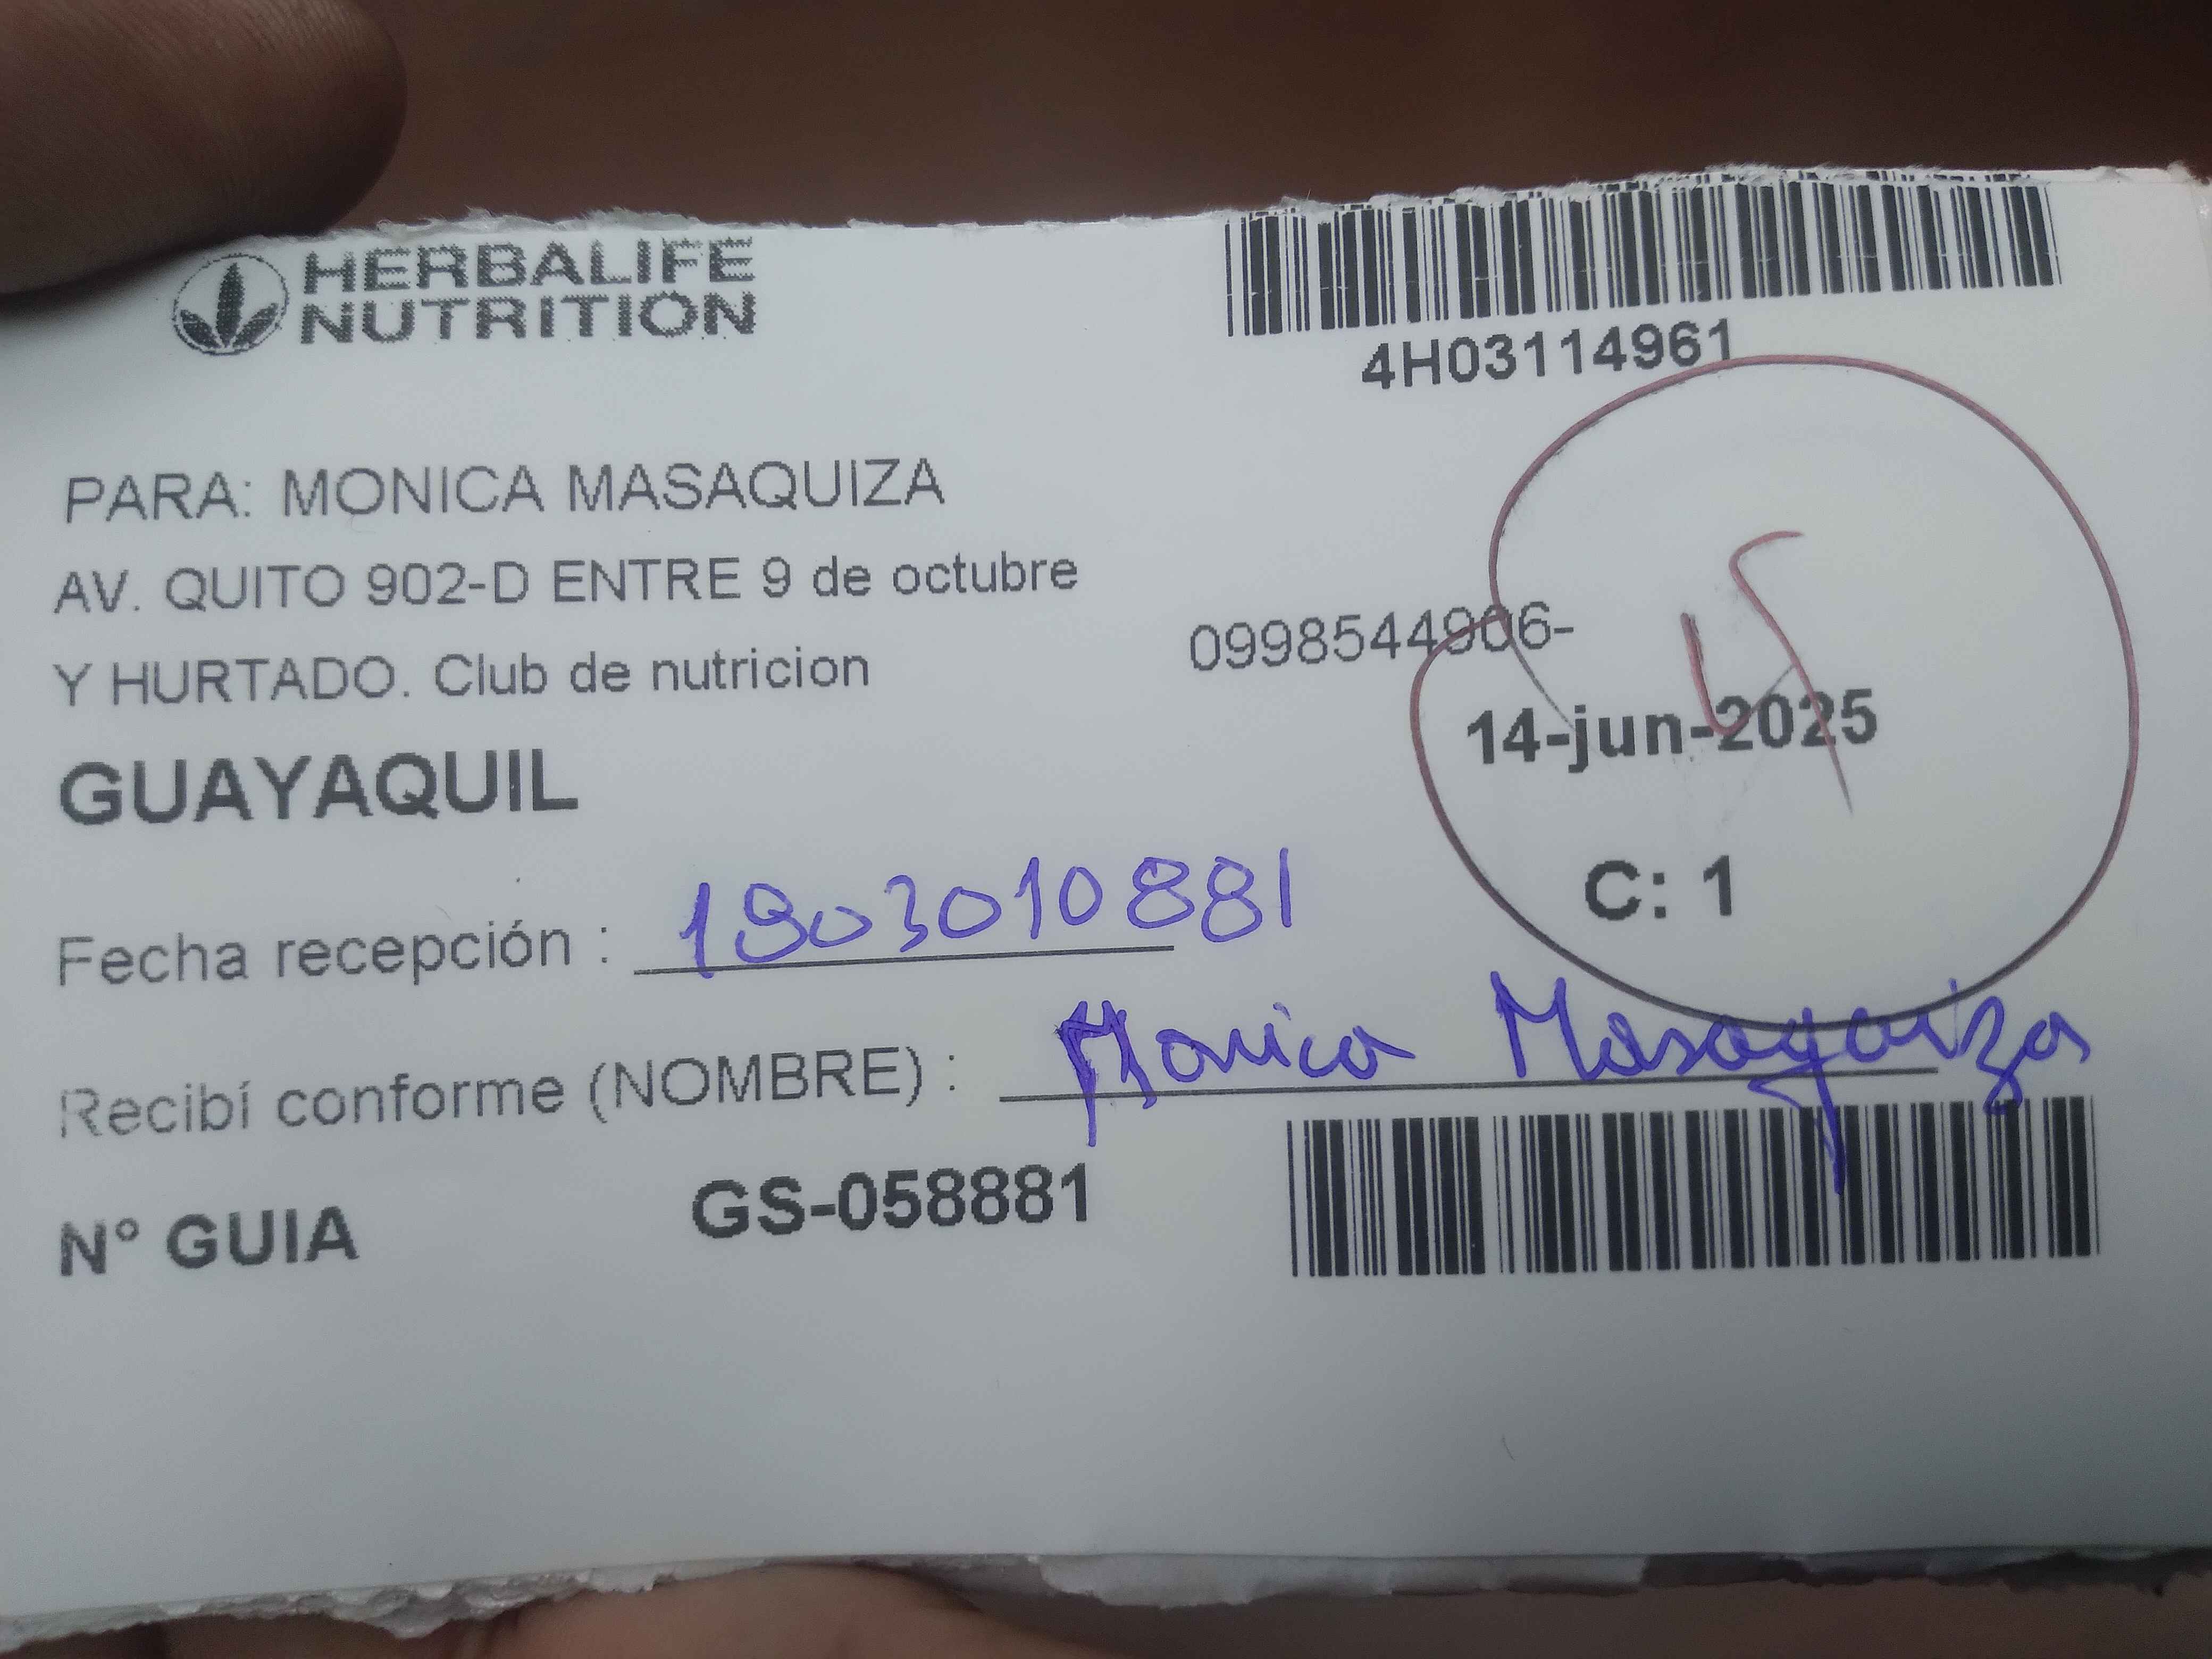 HERBALIFE
NUTRITION
4H03114961
PARA: MONICA MASAQUIZA
AV. QUITO 902-D ENTRE 9 de octubre
Y HURTADO. Club de nutricion
0998544906-
14-jun-2025
GUAYAQUIL
C: 1
Fecha recepción : 1803010881
Recibí conforme (NOMBRE) : Monica Masaquiza
N° GUIA GS-058881